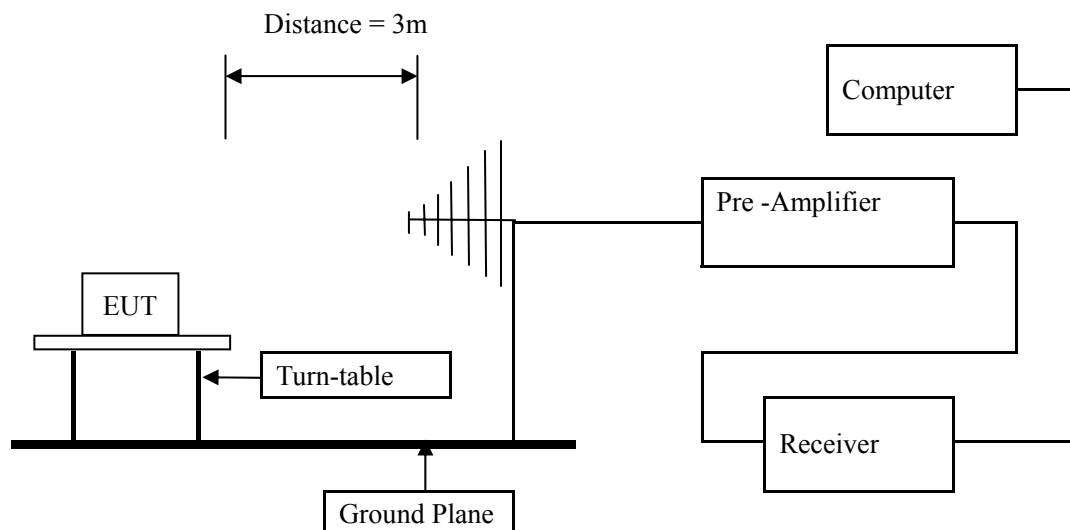 Distance = 3m
Computer
Pre -Amplifier
EUT
Turn-table
Receiver
Ground Plane